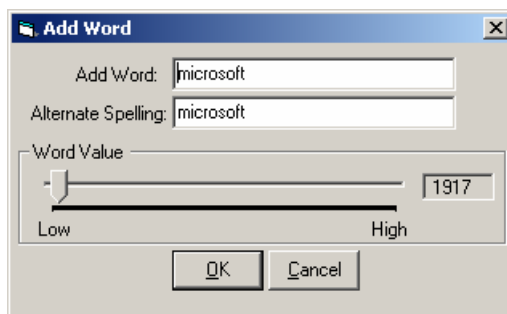 Add Word
Add Word: microsoft
Alternate Spelling: microsoft
Word Value
1917
Low High
OK Cancel